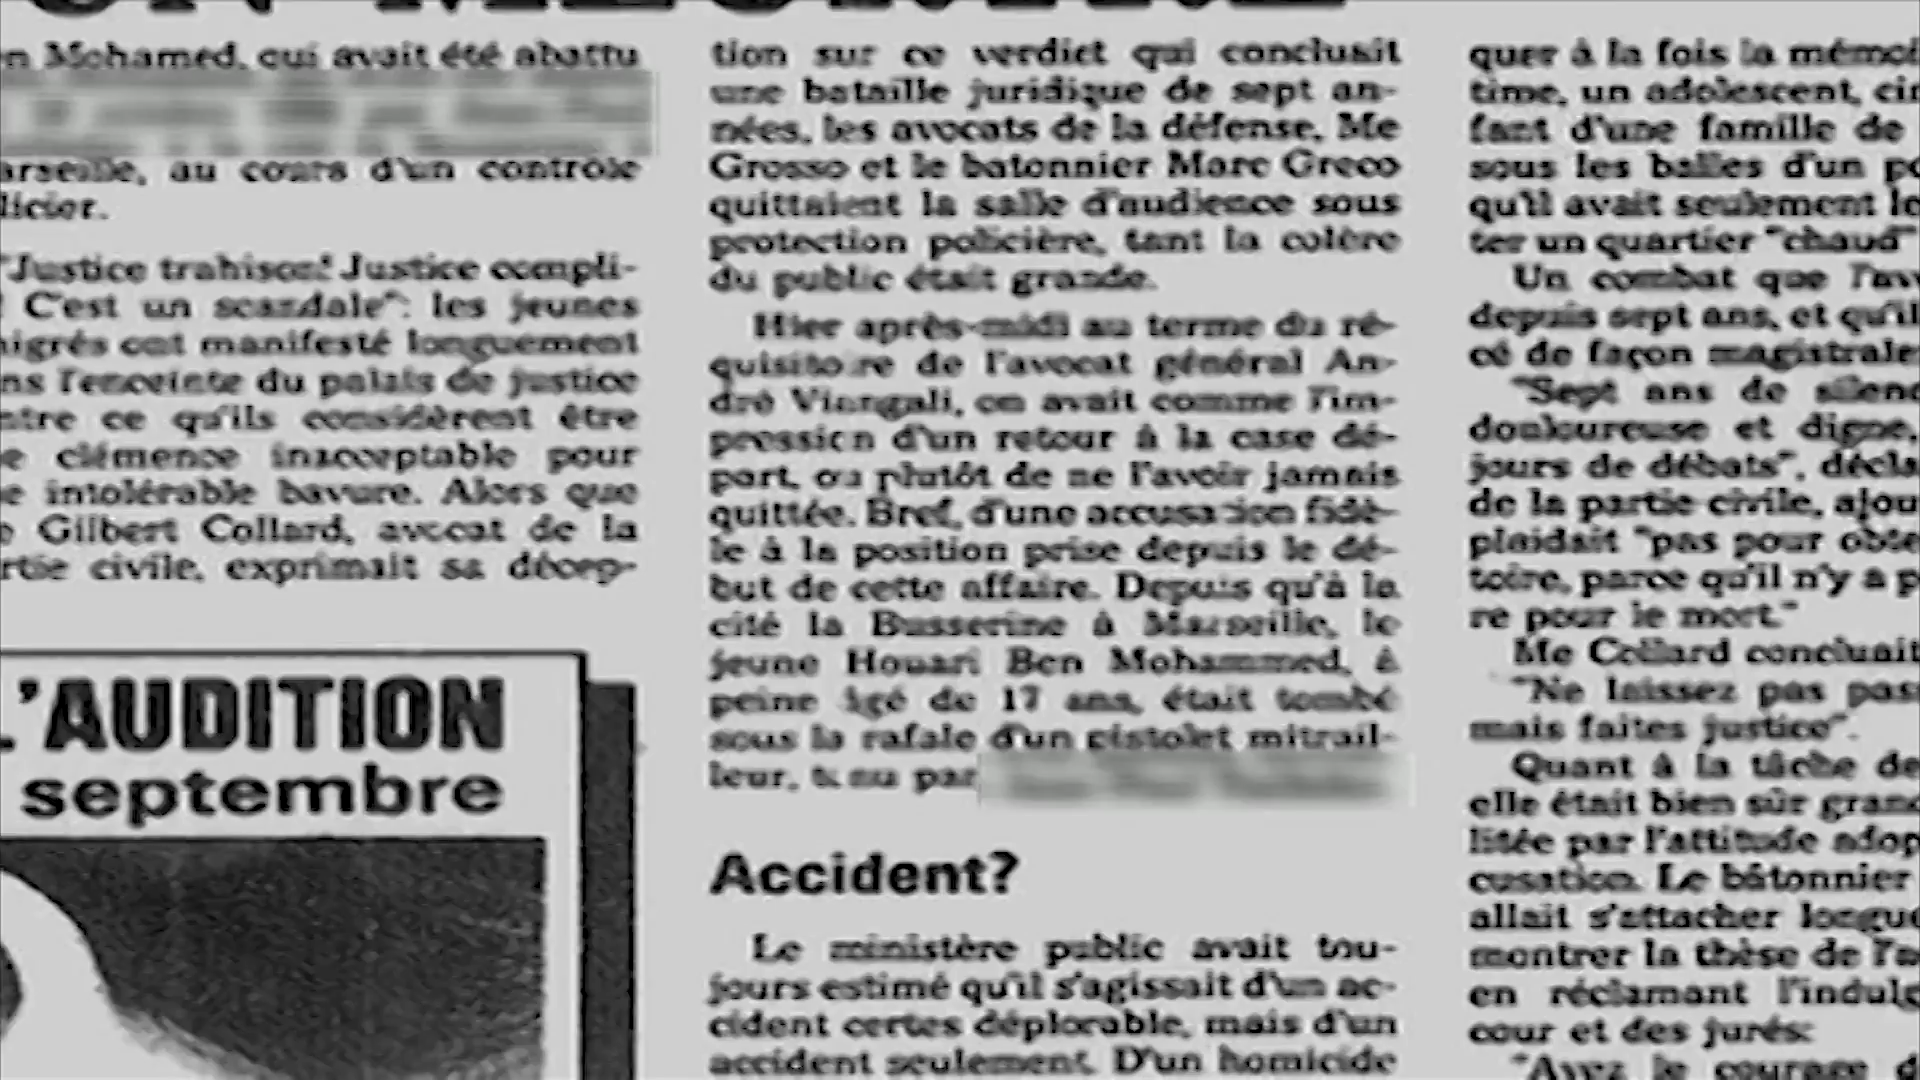 n Mohamed, qui avait été abattu
arseille, au cours d'un contrôle
licier.
"Justice trahison! Justice compli-
! C'est un scandale": les jeunes
nigrés ont manifesté longuement
ns l'enceinte du palais de justice
ntre ce qu'ils considèrent être
e clémence inacceptable pour
e intolérable bavure. Alors que
e Gilbert Collard, avocat de la
rtie civile, exprimait sa décep-
L'AUDITION
septembre
tion sur ce verdict qui concluait
une bataille juridique de sept an-
nées, les avocats de la défense, Me
Grosso et le batonnier Marc Greco
quittaient la salle d'audience sous
protection policière, tant la colère
du public était grande.
Hier après-midi au terme du ré-
quisitoire de l'avocat général An-
dré Viangali, on avait comme l'im-
pression d'un retour à la case dé-
part, ou plutôt de ne l'avoir jamais
quittée. Bref, d'une accusation fidè-
le à la position prise depuis le dé-
but de cette affaire. Depuis qu'à la
cité la Busserine à Marseille, le
jeune Houari Ben Mohammed, à
peine âgé de 17 ans, était tombé
sous la rafale d'un pistolet mitrail-
leur, tenu par
Accident?
Le ministère public avait tou-
jours estimé qu'il s'agissait d'un ac-
cident certes déplorable, mais d'un
accident seulement. D'un homicide
quer à la fois la mémoi
time, un adolescent, cin
fant d'une famille de
sous les balles d'un po
qu'il avait seulement le
ter un quartier "chaud"
Un combat que l'av
depuis sept ans, et qu'il
cé de façon magistrale
"Sept ans de silenc
douloureuse et digne,
jours de débats", décla
de la partie civile, ajou
plaidait "pas pour obte
toire, parce qu'il n'y a p
re pour le mort."
Me Collard concluait
"Ne laissez pas pass
mais faites justice".
Quant à la tâche de
elle était bien sûr grand
litée par l'attitude adop
cusation. Le bâtonnier
allait s'attacher longue
montrer la thèse de l'a
en réclamant l'indulg
cour et des jurés:
"Ayez le courage d